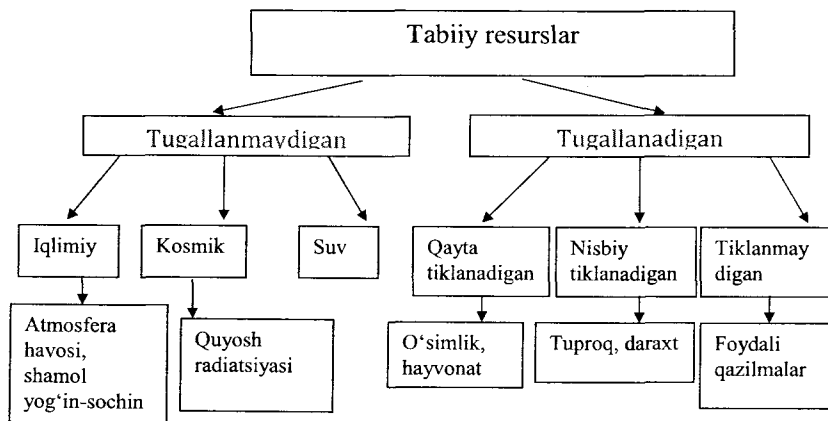 Tabiiy resurslar
Tugallanmaydigan
Tugallanadigan
Iqlimiy
Kosmik
Suv
Qayta
tiklanadigan
Nisbiy
tiklanadigan
Tiklanmay
digan
Atmosfera
havosi,
shamol
yog‘in-sochin
Quyosh
radiatsiyasi
O‘simlik,
hayvonat
Tuproq, daraxt
Foydali
qazilmalar